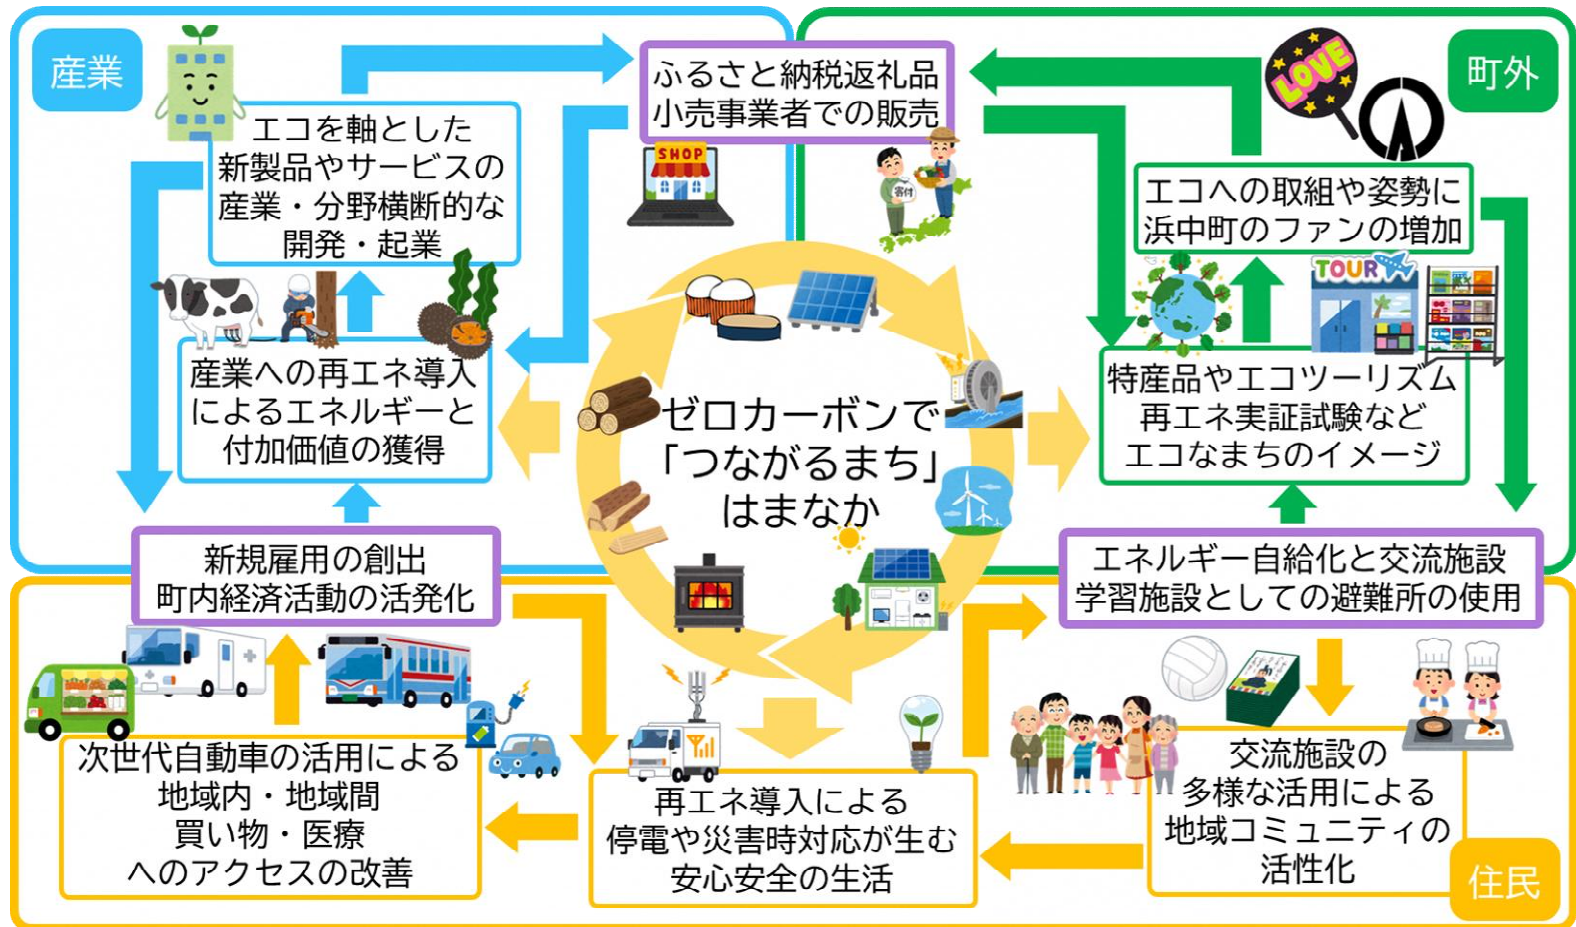 産業
町外
ふるさと納税返礼品
小売事業者での販売
LOVE
エコを軸とした
新製品やサービスの
産業・分野横断的な
開発・起業
SHOP
寄付
エコへの取組や姿勢に
浜中町のファンの増加
TOUR
産業への再エネ導入
によるエネルギーと
付加価値の獲得
ゼロカーボンで
「つながるまち」
はまなか
特産品やエコツーリズム
再エネ実証試験など
エコなまちのイメージ
新規雇用の創出
町内経済活動の活発化
エネルギー自給化と交流施設
学習施設としての避難所の使用
次世代自動車の活用による
地域内・地域間
買い物・医療
へのアクセスの改善
再エネ導入による
停電や災害時対応が生む
安心安全の生活
交流施設の
多様な活用による
地域コミュニティの
活性化
住民